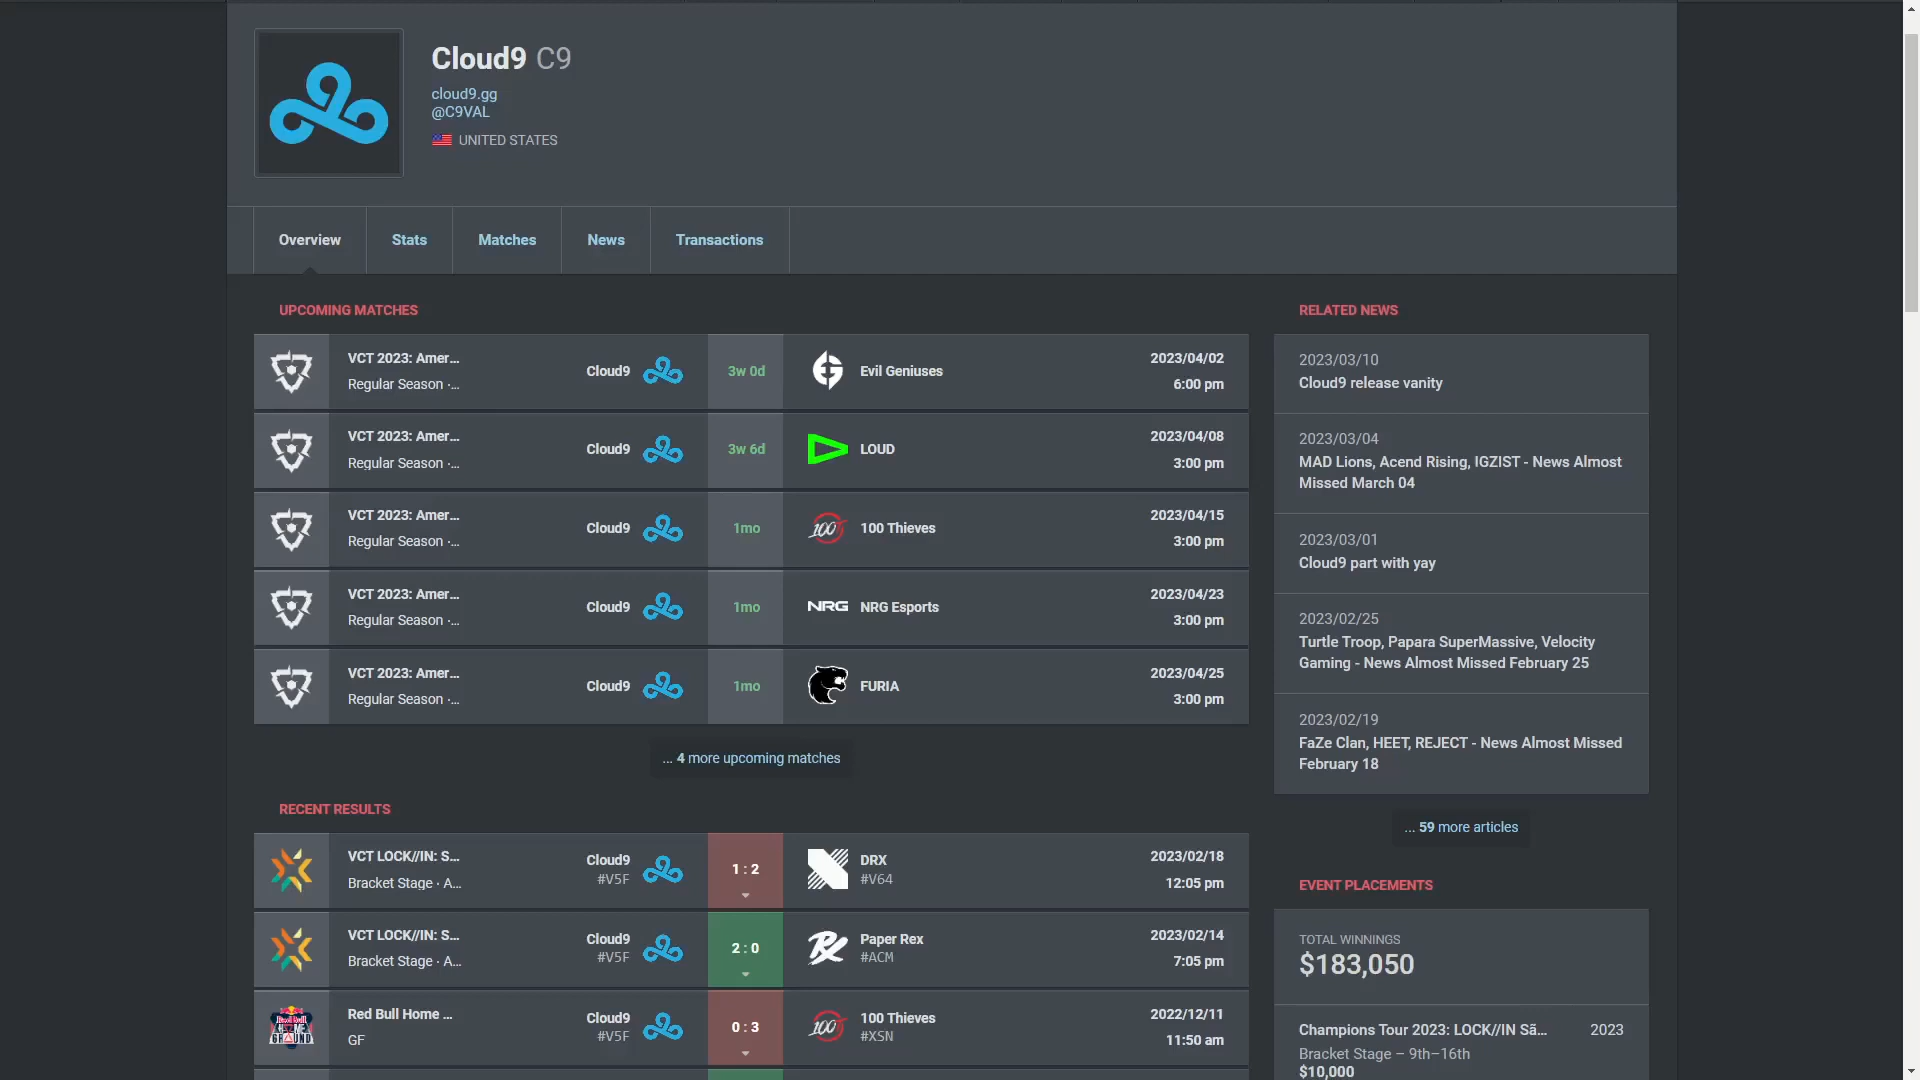 Cloud9 C9
cloud9.gg
@C9VAL
UNITED STATES
Overview Stats Matches News Transactions
UPCOMING MATCHES
VCT 2023: Amer...
Regular Season ·...
Cloud9
3w 0d
Evil Geniuses
2023/04/02
6:00 pm
VCT 2023: Amer...
Regular Season ·...
Cloud9
3w 6d
LOUD
2023/04/08
3:00 pm
VCT 2023: Amer...
Regular Season ·...
Cloud9
1mo
100
100 Thieves
2023/04/15
3:00 pm
VCT 2023: Amer...
Regular Season ·...
Cloud9
1mo
NRG
NRG Esports
2023/04/23
3:00 pm
VCT 2023: Amer...
Regular Season ·...
Cloud9
1mo
FURIA
2023/04/25
3:00 pm
... 4 more upcoming matches
RECENT RESULTS
VCT LOCK//IN: S...
Bracket Stage · A...
Cloud9
#V5F
1 : 2
DRX
#V64
2023/02/18
12:05 pm
VCT LOCK//IN: S...
Bracket Stage · A...
Cloud9
#V5F
2 : 0
Paper Rex
#ACM
2023/02/14
7:05 pm
Red Bull Home ...
GF
Cloud9
#V5F
0 : 3
100
100 Thieves
#XSN
2022/12/11
11:50 am
RELATED NEWS
2023/03/10
Cloud9 release vanity
2023/03/04
MAD Lions, Acend Rising, IGZIST - News Almost
Missed March 04
2023/03/01
Cloud9 part with yay
2023/02/25
Turtle Troop, Papara SuperMassive, Velocity
Gaming - News Almost Missed February 25
2023/02/19
FaZe Clan, HEET, REJECT - News Almost Missed
February 18
... 59 more articles
EVENT PLACEMENTS
TOTAL WINNINGS
$183,050
Champions Tour 2023: LOCK//IN Sã... 2023
Bracket Stage – 9th–16th
$10,000